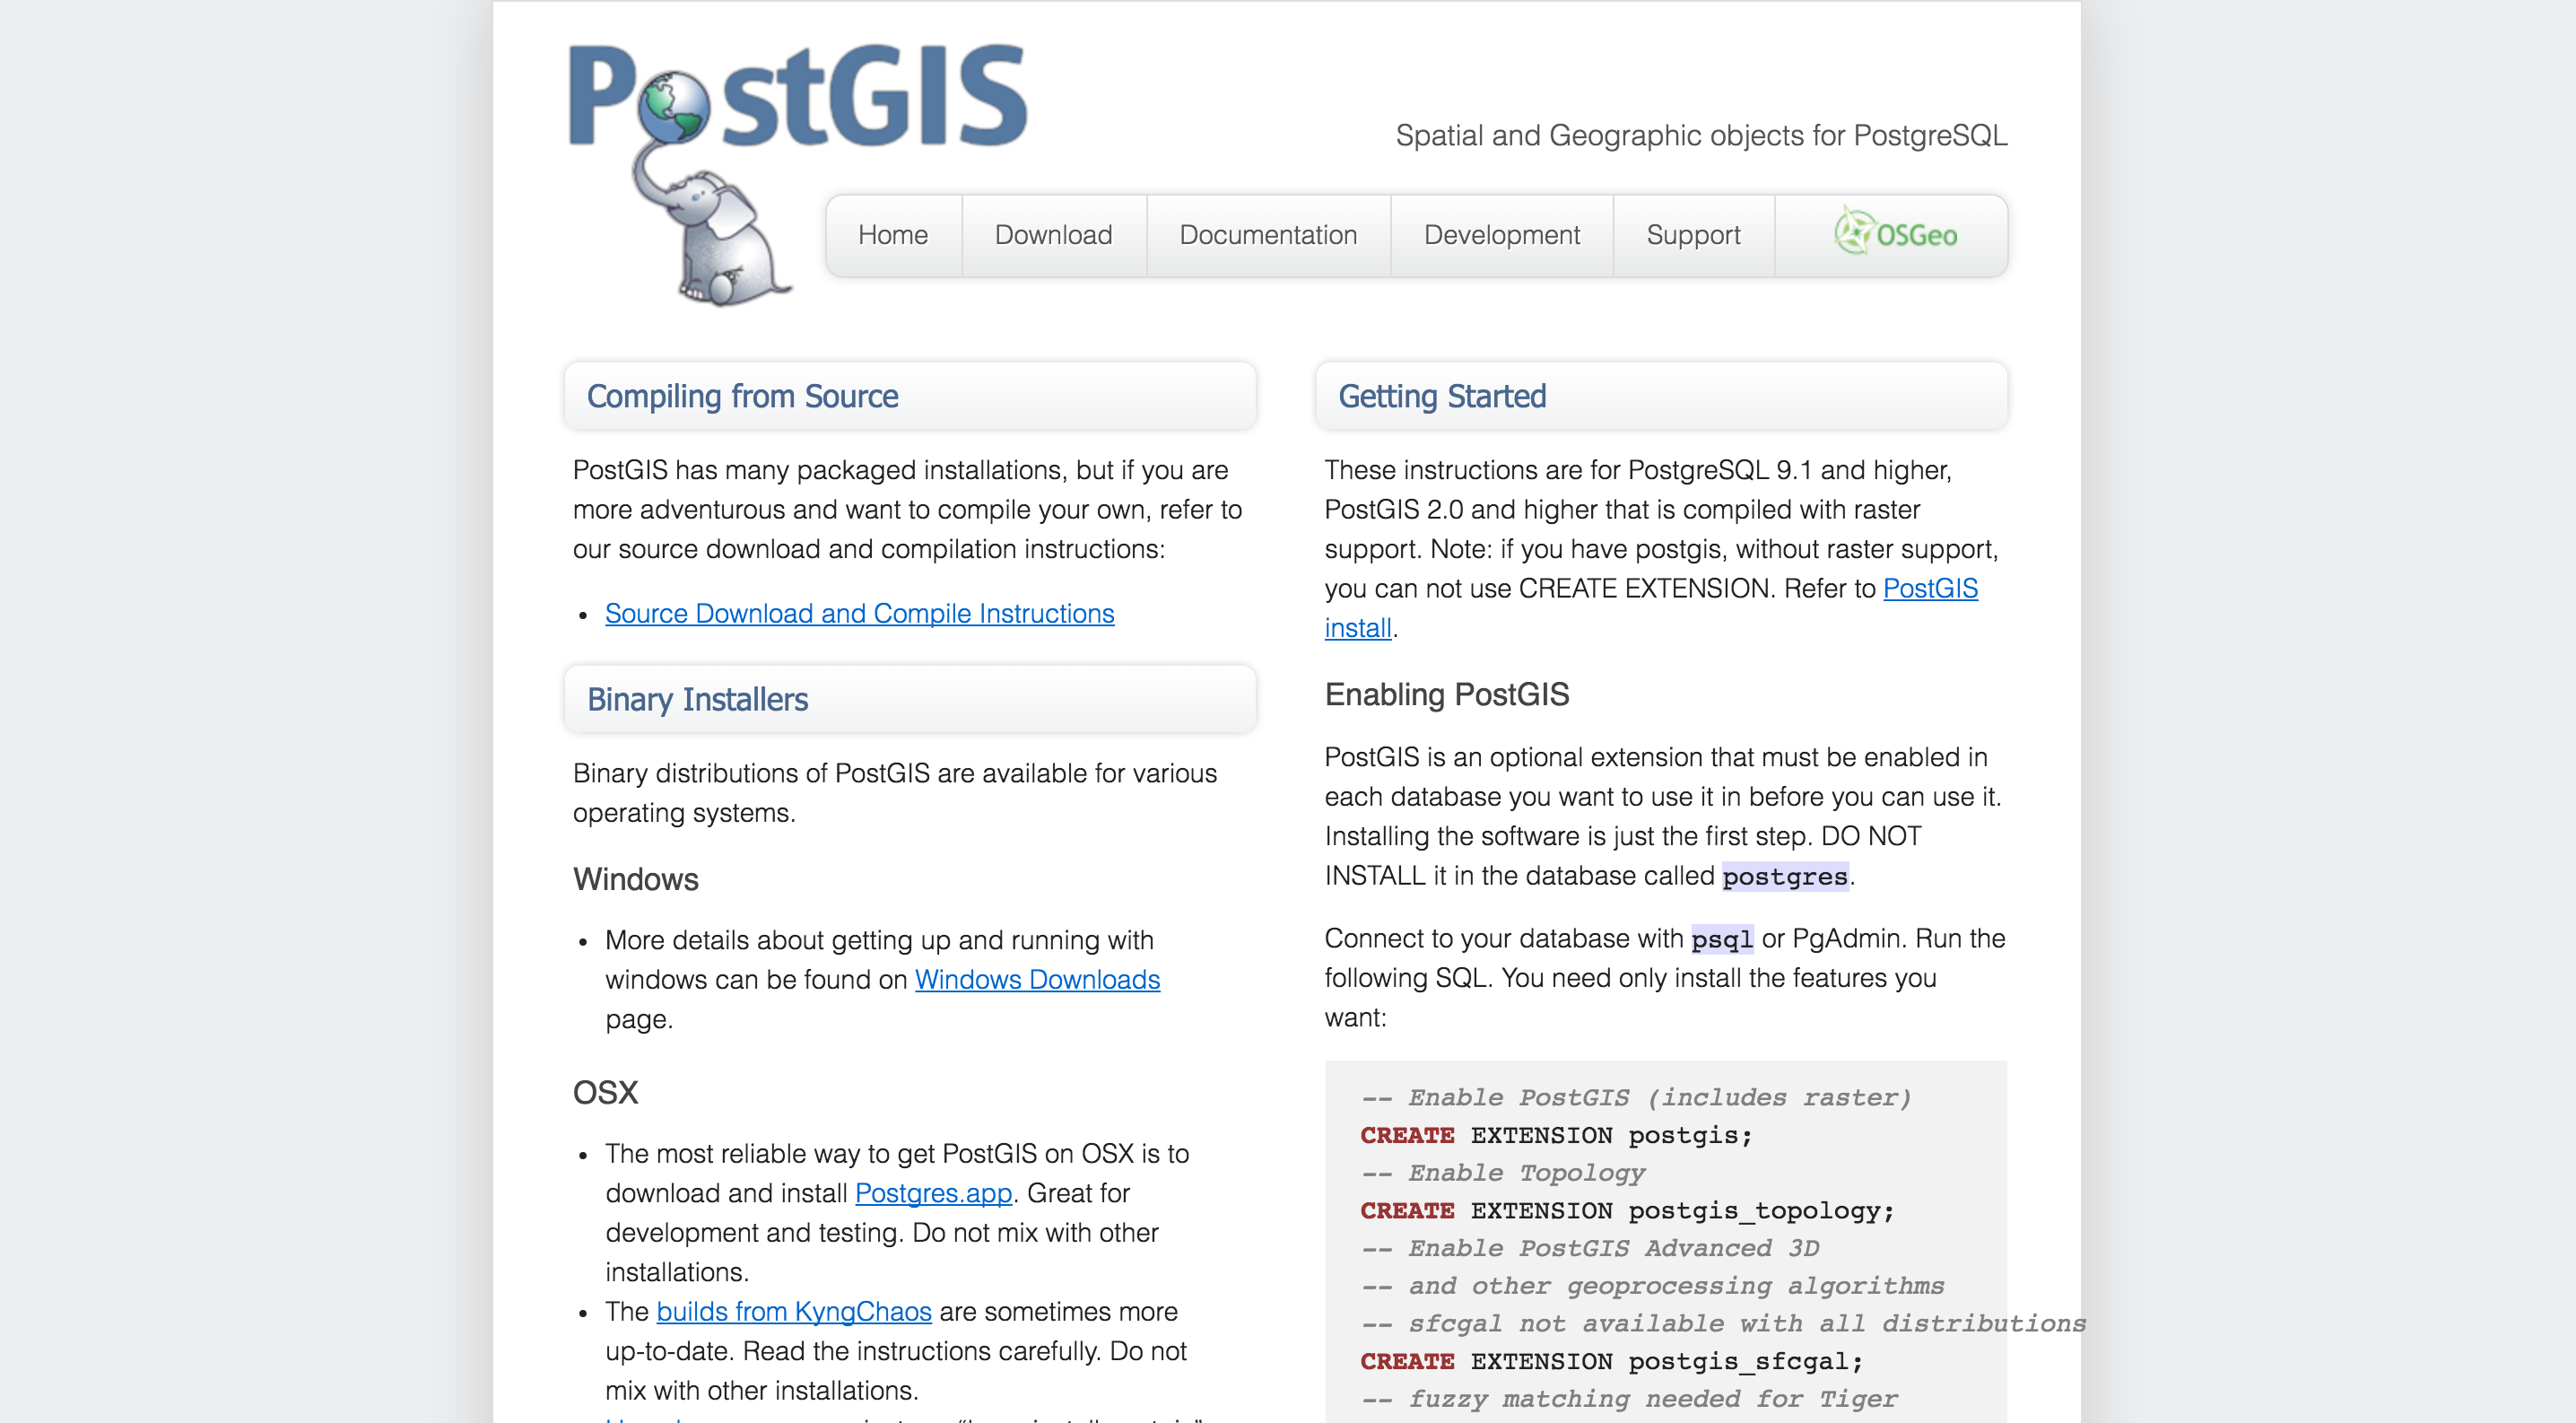 PostGIS
Spatial and Geographic objects for PostgreSQL
Home
Download
Documentation
Development
Support
OSGeo
Compiling from Source
PostGIS has many packaged installations, but if you are
more adventurous and want to compile your own, refer to
our source download and compilation instructions:
• Source Download and Compile Instructions
Binary Installers
Binary distributions of PostGIS are available for various
operating systems.
Windows
• More details about getting up and running with
windows can be found on Windows Downloads
page.
OSX
• The most reliable way to get PostGIS on OSX is to
download and install Postgres.app. Great for
development and testing. Do not mix with other
installations.
• The builds from KyngChaos are sometimes more
up-to-date. Read the instructions carefully. Do not
mix with other installations.
Getting Started
These instructions are for PostgreSQL 9.1 and higher,
PostGIS 2.0 and higher that is compiled with raster
support. Note: if you have postgis, without raster support,
you can not use CREATE EXTENSION. Refer to PostGIS
install.
Enabling PostGIS
PostGIS is an optional extension that must be enabled in
each database you want to use it in before you can use it.
Installing the software is just the first step. DO NOT
INSTALL it in the database called postgres.
Connect to your database with psql or PgAdmin. Run the
following SQL. You need only install the features you
want:
-- Enable PostGIS (includes raster)
CREATE EXTENSION postgis;
-- Enable Topology
CREATE EXTENSION postgis_topology;
-- Enable PostGIS Advanced 3D
-- and other geoprocessing algorithms
-- sfcgal not available with all distributions
CREATE EXTENSION postgis_sfcgal;
-- fuzzy matching needed for Tiger